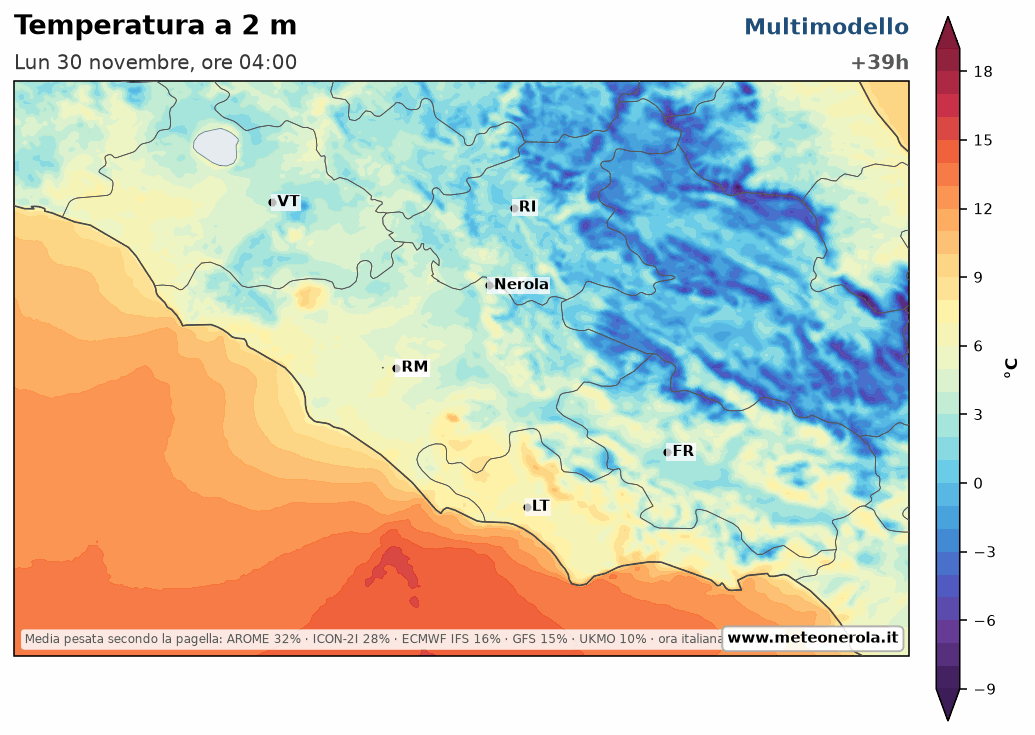 Temperatura a 2 m
Multimodello
Lun 30 novembre, ore 04:00
+39h
VT
RI
Nerola
RM
FR
LT
18
15
12
9
6
3
0
−3
−6
−9
°C
Media pesata secondo la pagella: AROME 32% · ICON-2I 28% · ECMWF IFS 16% · GFS 15% · UKMO 10% · ora italiana
www.meteonerola.it